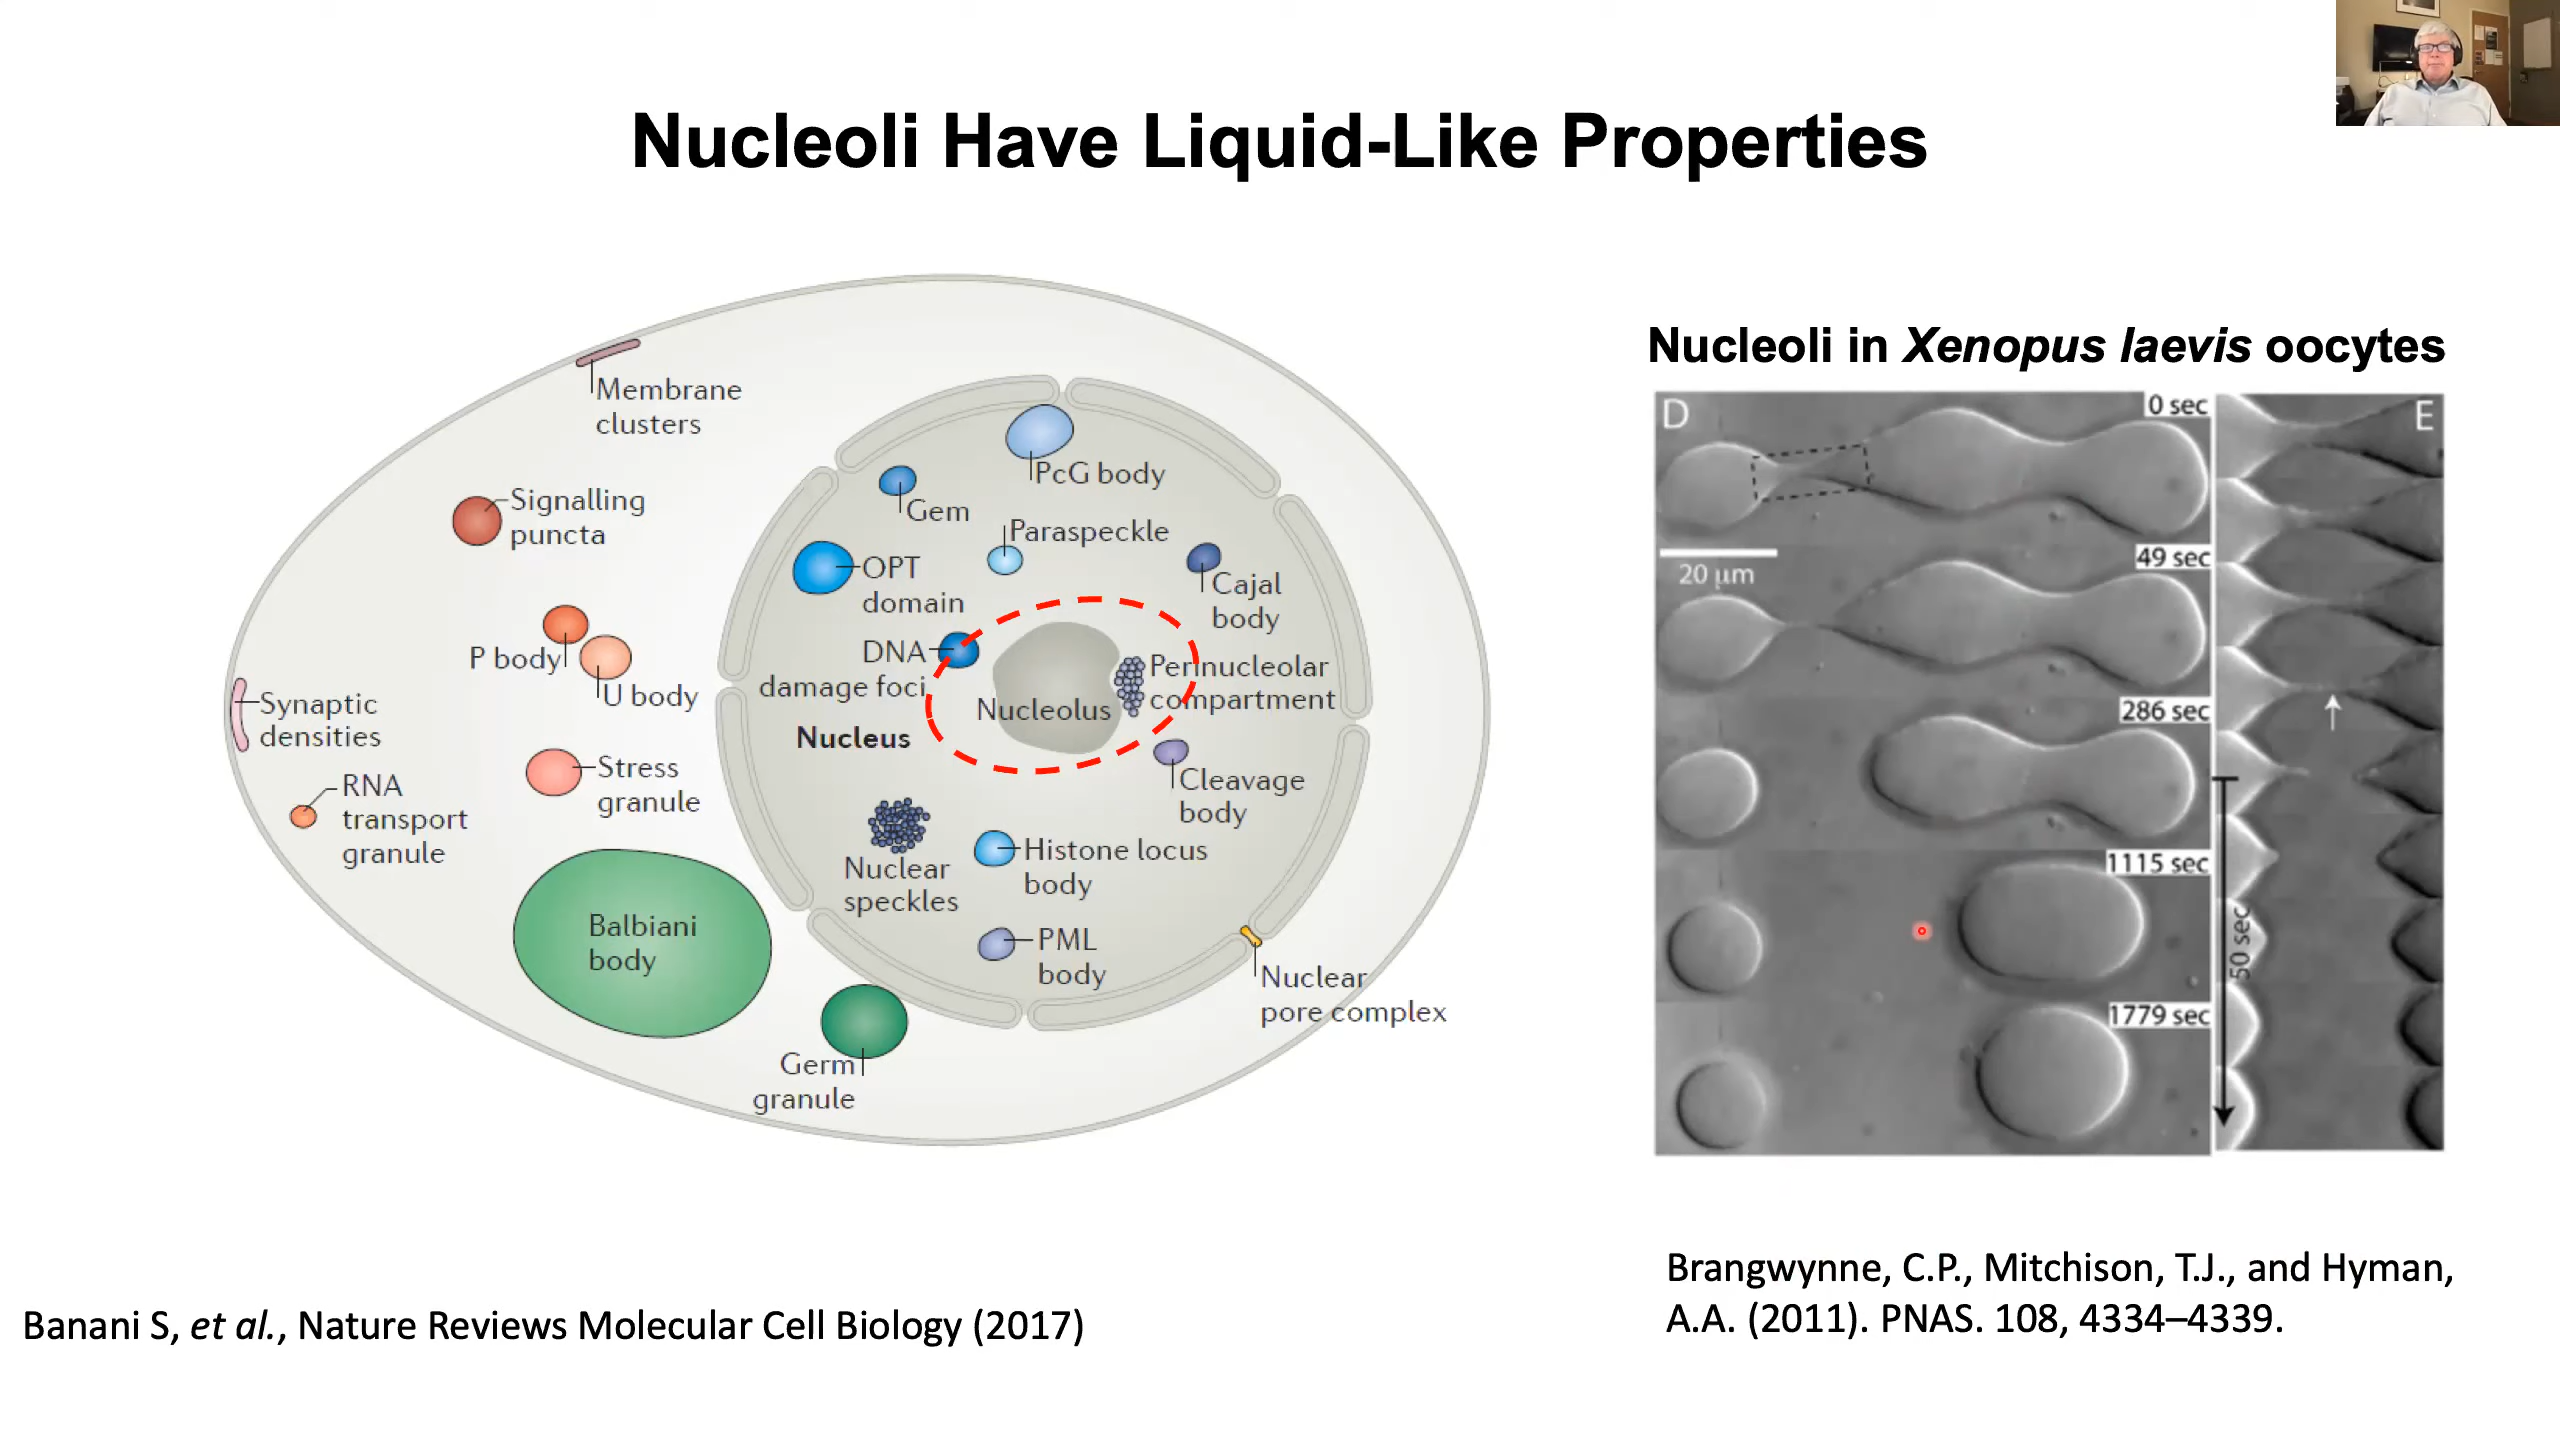 Nucleoli Have Liquid-Like Properties
Membrane
clusters
Signalling
puncta
P body
U body
Synaptic
densities
RNA
transport
granule
Stress
granule
Balbiani
body
Germ
granule
PcG body
Gem
Paraspeckle
OPT
domain
Cajal
body
DNA
damage foci
Nucleolus
Perinucleolar
compartment
Nucleus
Cleavage
body
Nuclear
speckles
Histone locus
body
PML
body
Nuclear
pore complex
Banani S, et al., Nature Reviews Molecular Cell Biology (2017)
Nucleoli in Xenopus laevis oocytes
D
0 sec
E
49 sec
20 µm
286 sec
1115 sec
50 sec
1779 sec
Brangwynne, C.P., Mitchison, T.J., and Hyman,
A.A. (2011). PNAS. 108, 4334–4339.